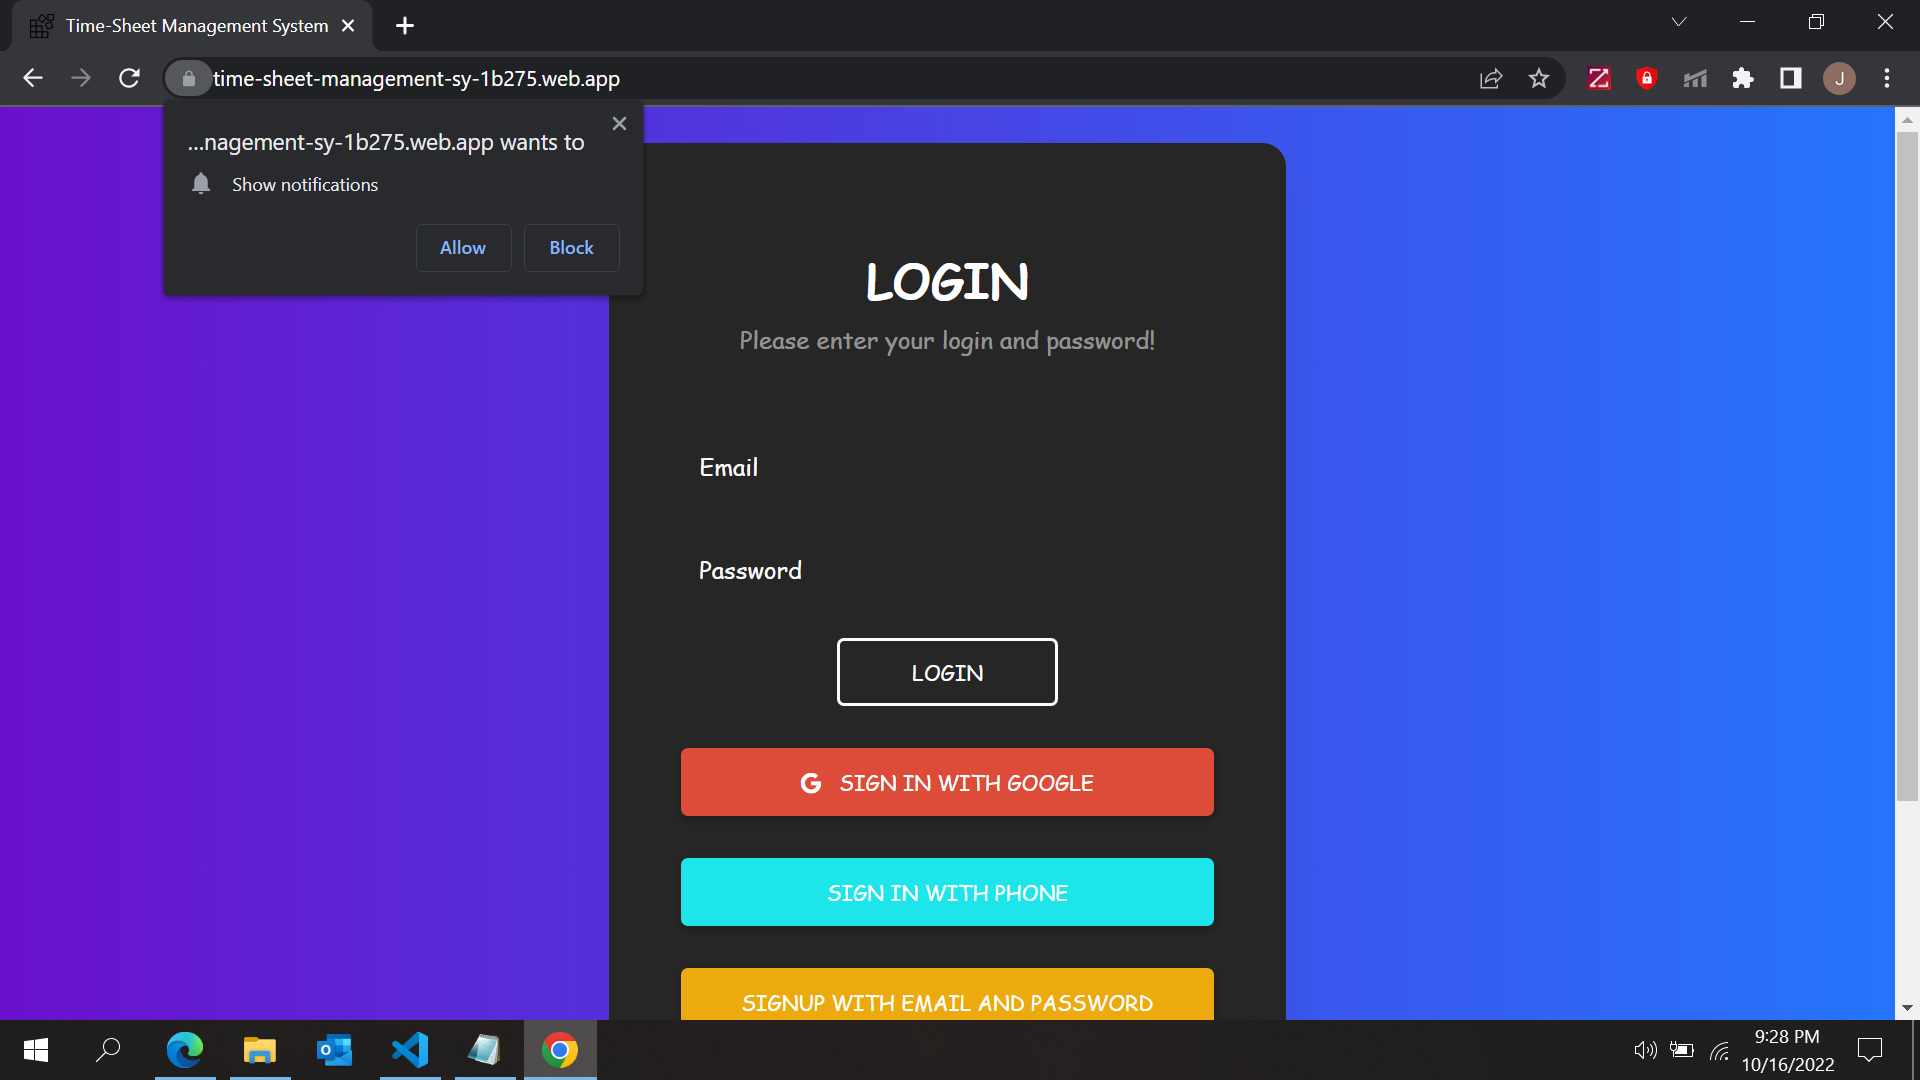 Time-Sheet Management System
time-sheet-management-sy-1b275.web.app
J
...nagement-sy-1b275.web.app wants to
Show notifications
Allow
Block
LOGIN
Please enter your login and password!
Email
Password
LOGIN
G SIGN IN WITH GOOGLE
SIGN IN WITH PHONE
SIGNUP WITH EMAIL AND PASSWORD
9:28 PM
10/16/2022